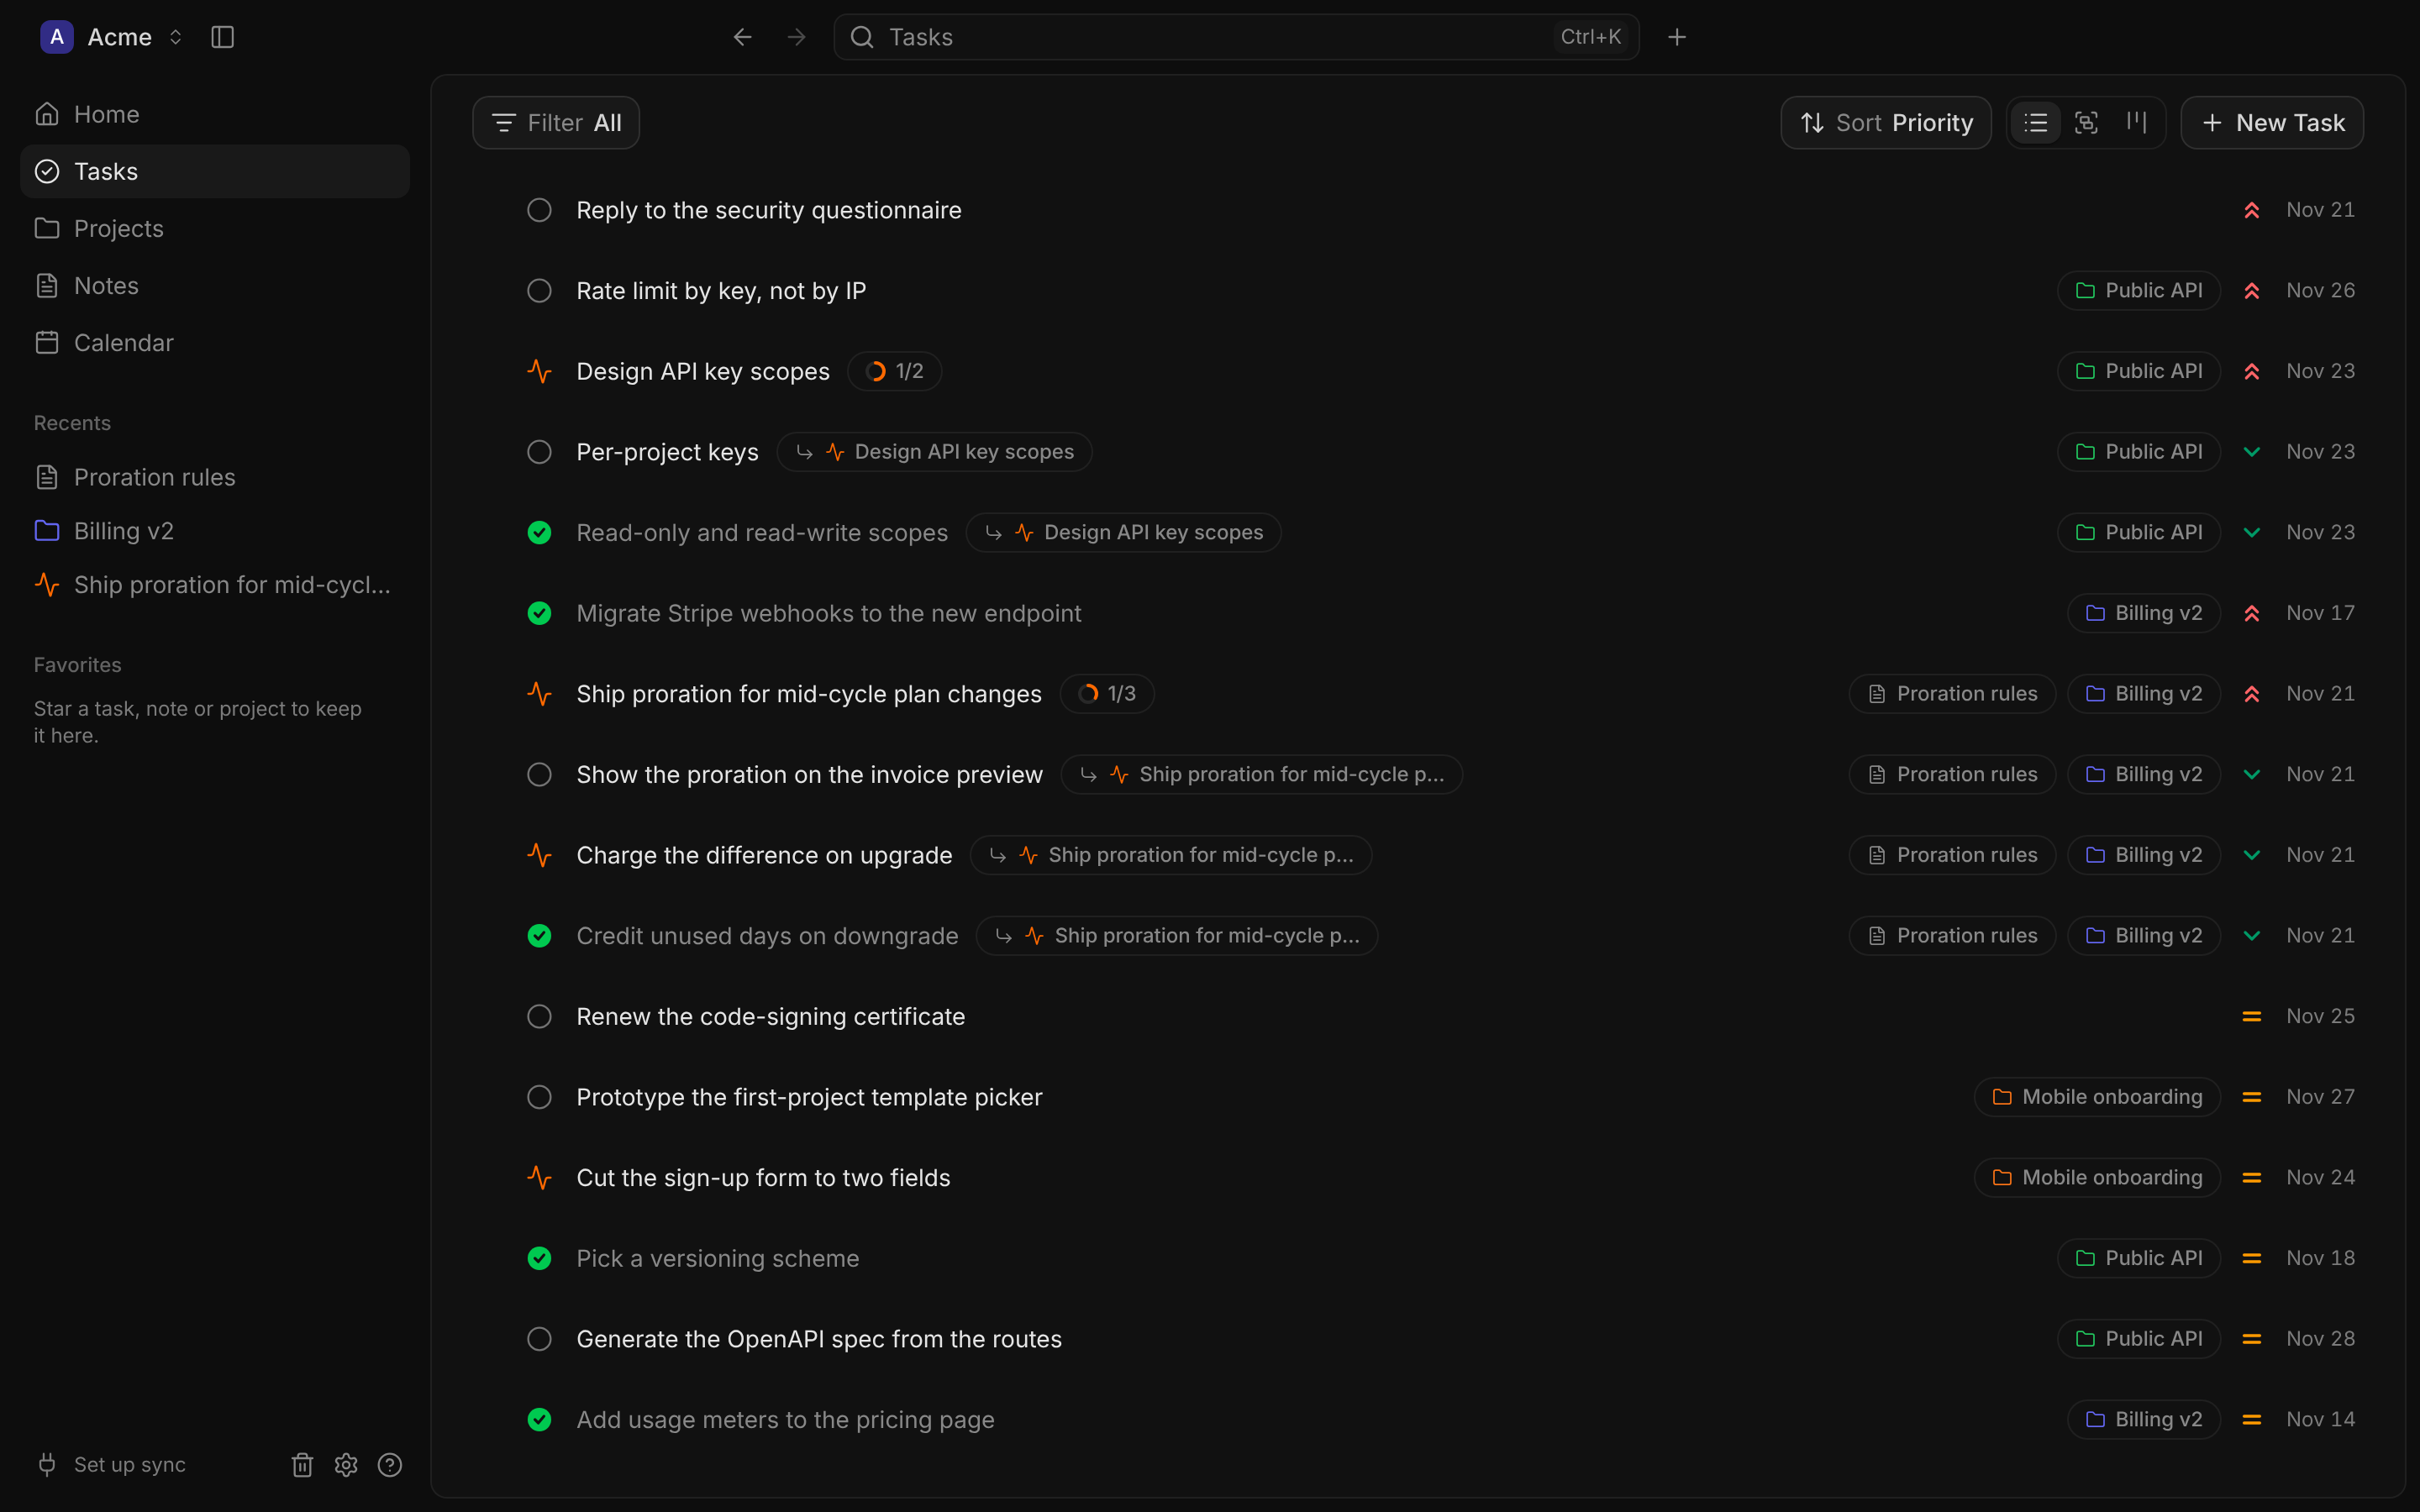 A Acme
Tasks Ctrl+K
Home
Tasks
Projects
Notes
Calendar
Recents
Proration rules
Billing v2
Ship proration for mid-cycl...
Favorites
Star a task, note or project to keep
it here.
Set up sync
Filter All
Sort Priority
New Task
Reply to the security questionnaire Nov 21
Rate limit by key, not by IP Public API Nov 26
Design API key scopes 1/2 Public API Nov 23
Per-project keys Design API key scopes Public API Nov 23
Read-only and read-write scopes Design API key scopes Public API Nov 23
Migrate Stripe webhooks to the new endpoint Billing v2 Nov 17
Ship proration for mid-cycle plan changes 1/3 Proration rules Billing v2 Nov 21
Show the proration on the invoice preview Ship proration for mid-cycle p... Proration rules Billing v2 Nov 21
Charge the difference on upgrade Ship proration for mid-cycle p... Proration rules Billing v2 Nov 21
Credit unused days on downgrade Ship proration for mid-cycle p... Proration rules Billing v2 Nov 21
Renew the code-signing certificate Nov 25
Prototype the first-project template picker Mobile onboarding Nov 27
Cut the sign-up form to two fields Mobile onboarding Nov 24
Pick a versioning scheme Public API Nov 18
Generate the OpenAPI spec from the routes Public API Nov 28
Add usage meters to the pricing page Billing v2 Nov 14